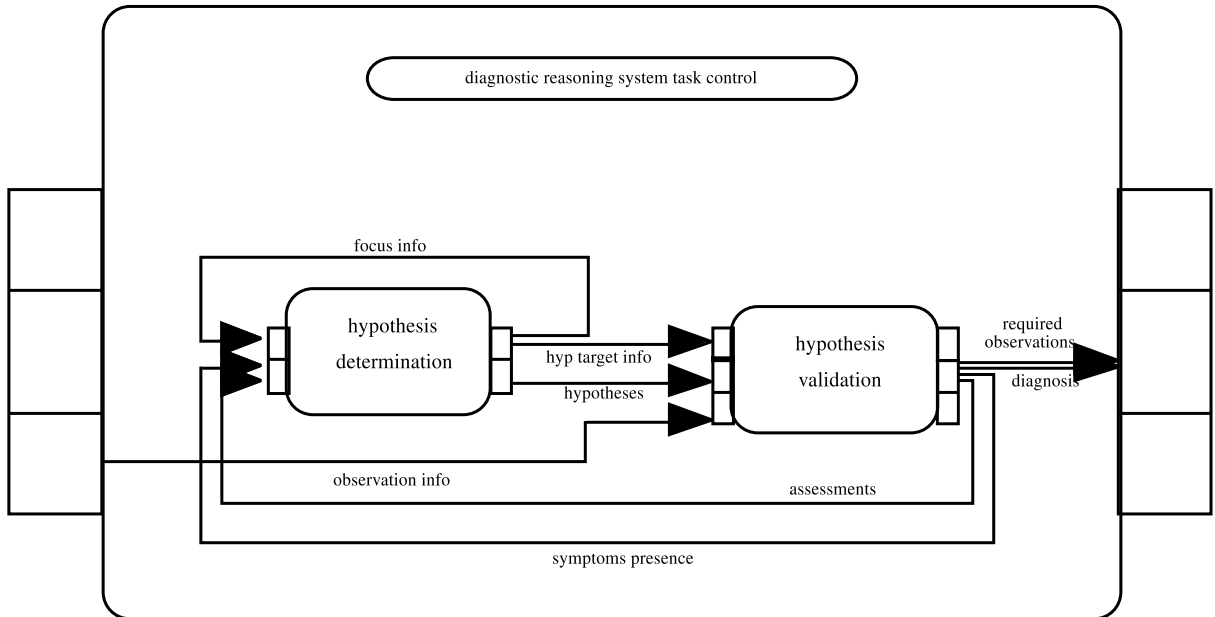 diagnostic reasoning system task control
focus info
hypothesis
determination
hyp target info
hypotheses
hypothesis
validation
required
observations
diagnosis
observation info
assessments
symptoms presence